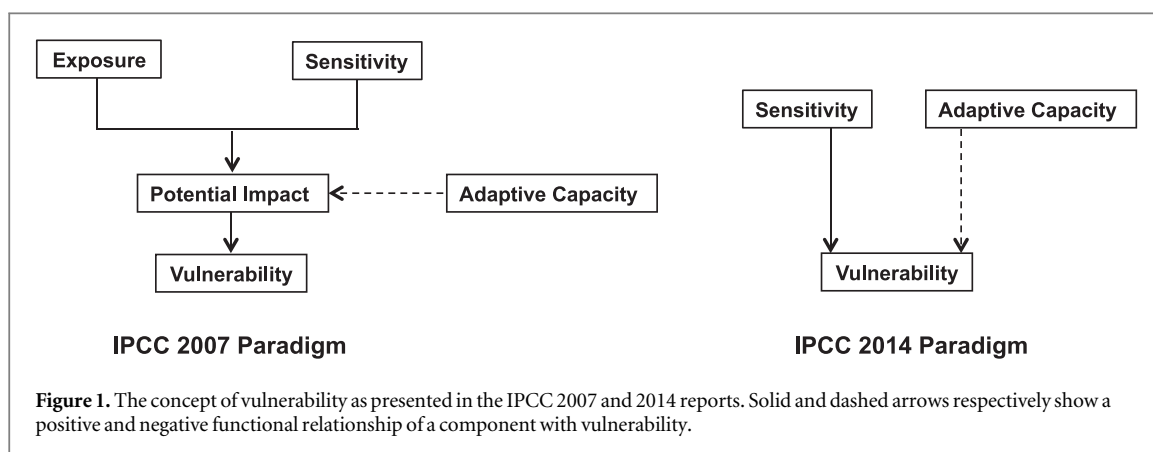 Exposure
Sensitivity
Potential Impact
Adaptive Capacity
Vulnerability
IPCC 2007 Paradigm
Sensitivity
Adaptive Capacity
Vulnerability
IPCC 2014 Paradigm
Figure 1. The concept of vulnerability as presented in the IPCC 2007 and 2014 reports. Solid and dashed arrows respectively show a
positive and negative functional relationship of a component with vulnerability.